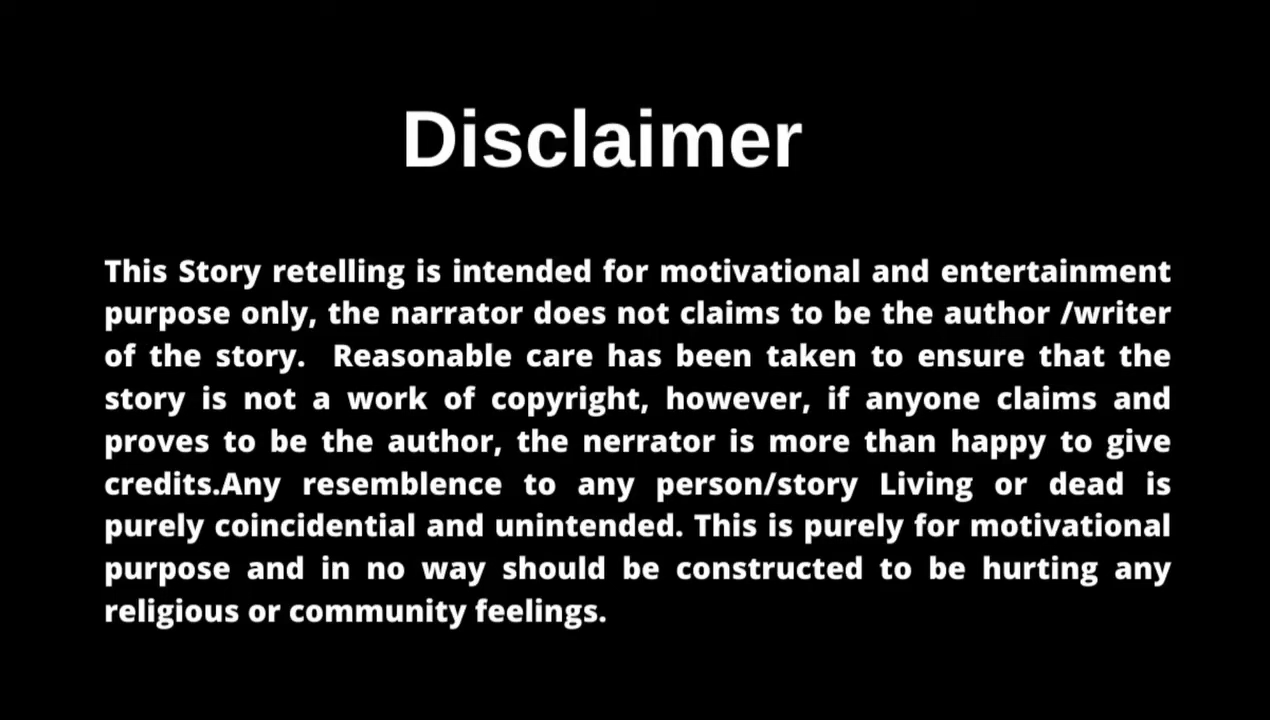 Disclaimer
This Story retelling is intended for motivational and entertainment
purpose only, the narrator does not claims to be the author /writer
of the story.  Reasonable care has been taken to ensure that the
story is not a work of copyright, however, if anyone claims and
proves to be the author, the nerrator is more than happy to give
credits.Any resemblence to any person/story Living or dead is
purely coincidential and unintended. This is purely for motivational
purpose and in no way should be constructed to be hurting any
religious or community feelings.